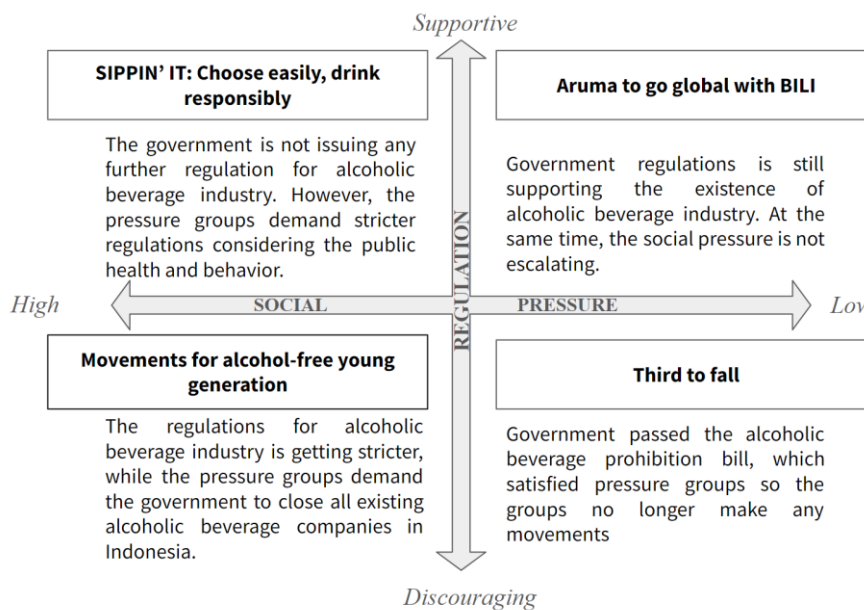 Supportive
SIPPIN’ IT: Choose easily, drink
responsibly
The government is not issuing any
further regulation for alcoholic
beverage industry. However, the
pressure groups demand stricter
regulations considering the public
health and behavior.
Aruma to go global with BILI
Government regulations is still
supporting the existence of
alcoholic beverage industry. At the
same time, the social pressure is not
escalating.
High
SOCIAL
REGULATION
PRESSURE
Low
Movements for alcohol-free young
generation
The regulations for alcoholic
beverage industry is getting stricter,
while the pressure groups demand
the government to close all existing
alcoholic beverage companies in
Indonesia.
Third to fall
Government passed the alcoholic
beverage prohibition bill, which
satisfied pressure groups so the
groups no longer make any
movements
Discouraging